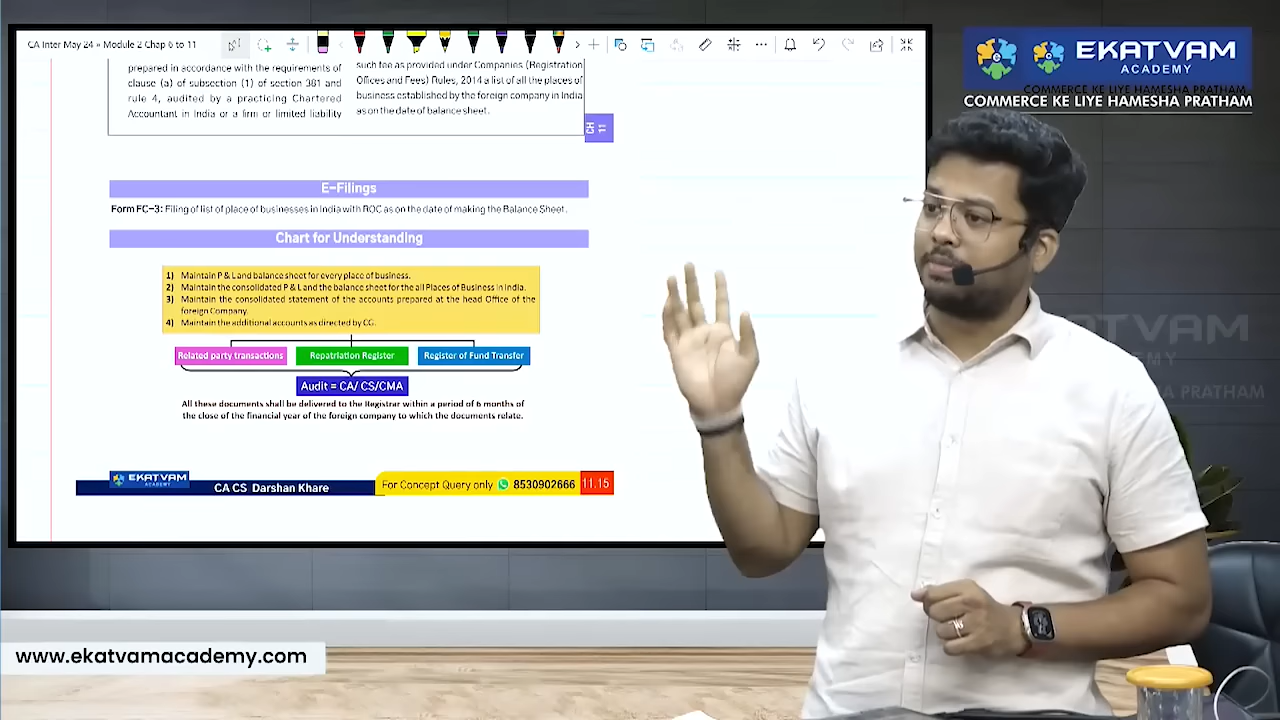 CA Inter May 24 » Module 2 Chap 6 to 11
prepared in accordance with the requirements of
clause (a) of subsection (1) of section 381 and
rule 4, audited by a practicing Chartered
Accountant in India or a firm or limited liability
such fee as provided under Companies (Registration
Offices and Fees) Rules, 2014 a list of all the places of
business established by the foreign company in India
as on the date of balance sheet.
CH
11
E-Filings
Form FC-3: Filing of list of place of businesses in India with ROC as on the date of making the Balance Sheet.
Chart for Understanding
1) Maintain P & L and balance sheet for every place of business.
2) Maintain the consolidated P & L and the balance sheet for the all Places of Business in India.
3) Maintain the consolidated statement of the accounts prepared at the head Office of the
foreign Company.
4) Maintain the additional accounts as directed by CG.
Related party transactions
Repatriation Register
Register of Fund Transfer
Audit = CA/ CS/CMA
All these documents shall be delivered to the Registrar within a period of 6 months of
the close of the financial year of the foreign company to which the documents relate.
EKATVAM
ACADEMY
CA CS Darshan Khare
For Concept Query only 8530902666
11.15
EKATVAM
ACADEMY
COMMERCE KE LIYE HAMESHA PRATHAM
COMMERCE KE LIYE HAMESHA PRATHAM
ATVAM
MY
A PRATHAM
www.ekatvamacademy.com